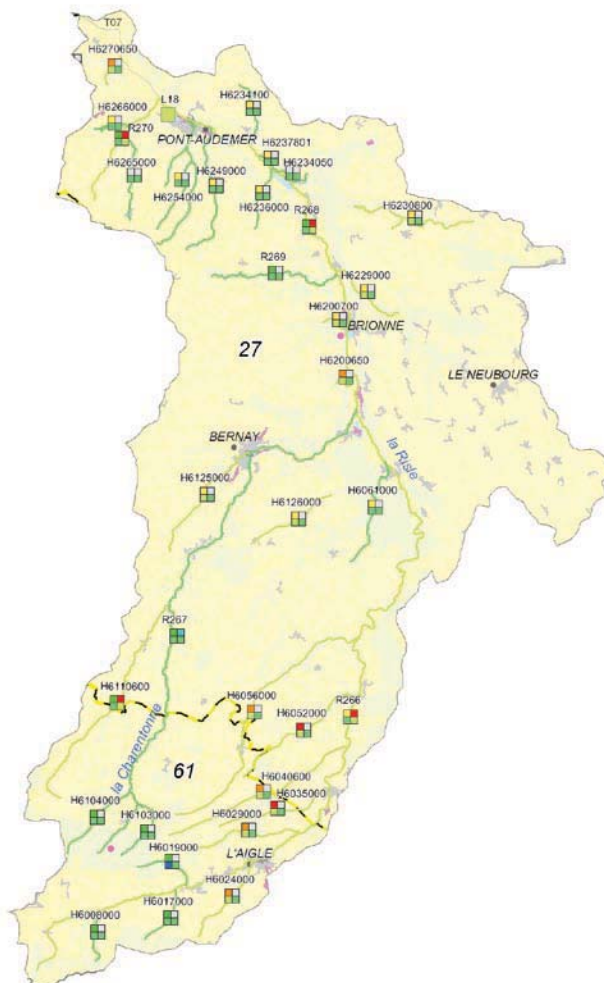 T07
H6270650
L18
H6234100
H6266000
R270
PONT-AUDEMER
H6237801
H6265000
H6234050
H6249000
H6254000
H6236000
R268
H6230600
R269
H6229000
H6200700
BRIONNE
27
H6200650
LE NEUBOURG
BERNAY
la Risle
H6125000
H6061000
H6126000
R267
H6110600
H6056000
R266
H6052000
la Charentonne
61
H6040600
H6035000
H6104000
H6103000
H6029000
H6019000
L'AIGLE
H6024000
H6017000
H6008000